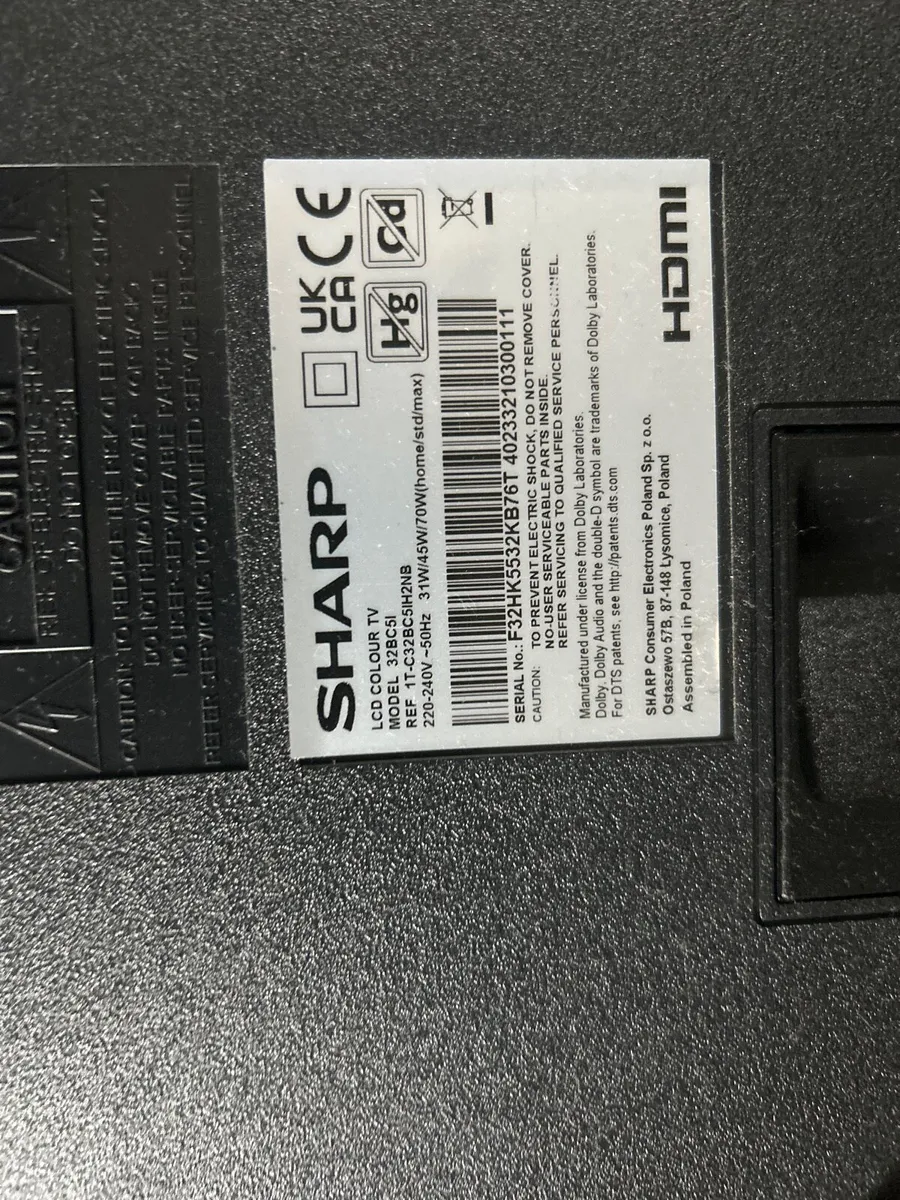 CAUTION
RISK OF ELECTRIC SHOCK
DO NOT OPEN
CAUTION: TO REDUCE THE RISK OF ELECTRIC SHOCK
DO NOT REMOVE COVER (OR BACK)
NO USER-SERVICEABLE PARTS INSIDE
REFER SERVICING TO QUALIFIED SERVICE PERSONNEL
SHARP
UK
CA
CE
LCD COLOUR TV
MODEL 32BC5I
REF 1T-C32BC5IH2NB
220-240V ~50Hz 31W/45W/70W(home/std/max)
Hg
Cd
SERIAL No.: F32HK5532KB76T 40233210300111
CAUTION: TO PREVENT ELECTRIC SHOCK, DO NOT REMOVE COVER.
NO-USER SERVICEABLE PARTS INSIDE.
REFER SERVICING TO QUALIFIED SERVICE PERSONNEL.
Manufactured under license from Dolby Laboratories.
Dolby, Dolby Audio and the double-D symbol are trademarks of Dolby Laboratories.
For DTS patents, see http://patents.dts.com
SHARP Consumer Electronics Poland Sp. z o.o.
Ostaszewo 57B, 87-148 Lysomice, Poland
Assembled in Poland
HDMI